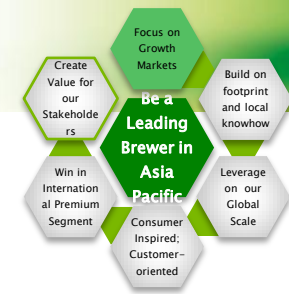 Focus on
Growth
Markets
Create
Value for
our
Stakeholde
rs
Build on
footprint
and local
knowhow
Be a
Leading
Brewer in
Asia
Pacific
Win in
Internation
al Premium
Segment
Leverage
on our
Global
Scale
Consumer
Inspired;
Customer-
oriented